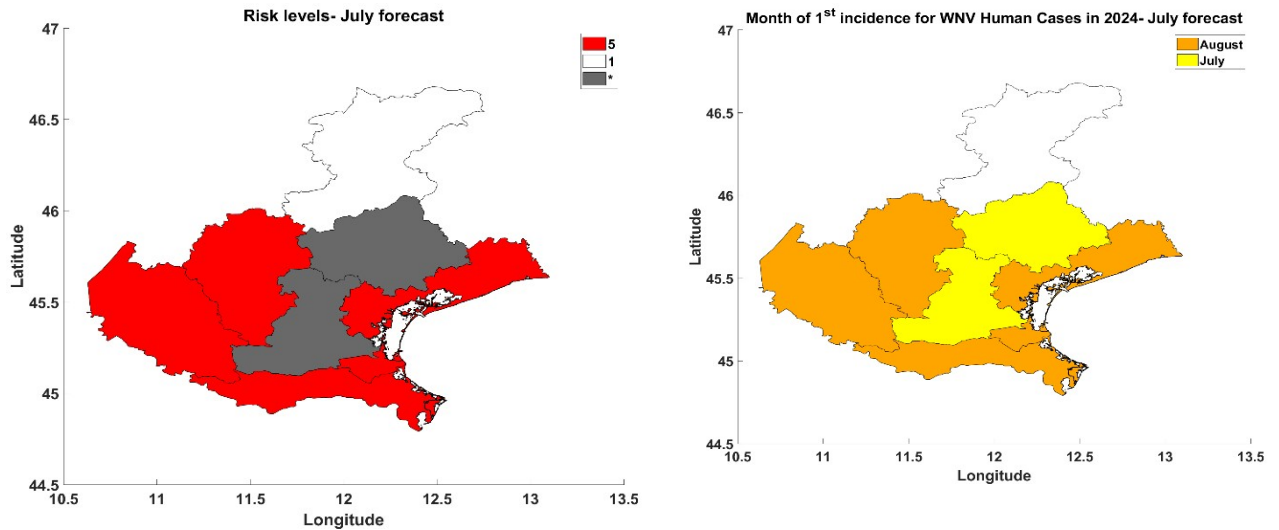 Risk levels- July forecast
47
46.5
46
45.5
45
44.5
10.5 11 11.5 12 12.5 13 13.5
Latitude
Longitude
5
1
*
Month of 1st incidence for WNV Human Cases in 2024- July forecast
47
46.5
46
45.5
45
44.5
10.5 11 11.5 12 12.5 13 13.5
Latitude
Longitude
August
July